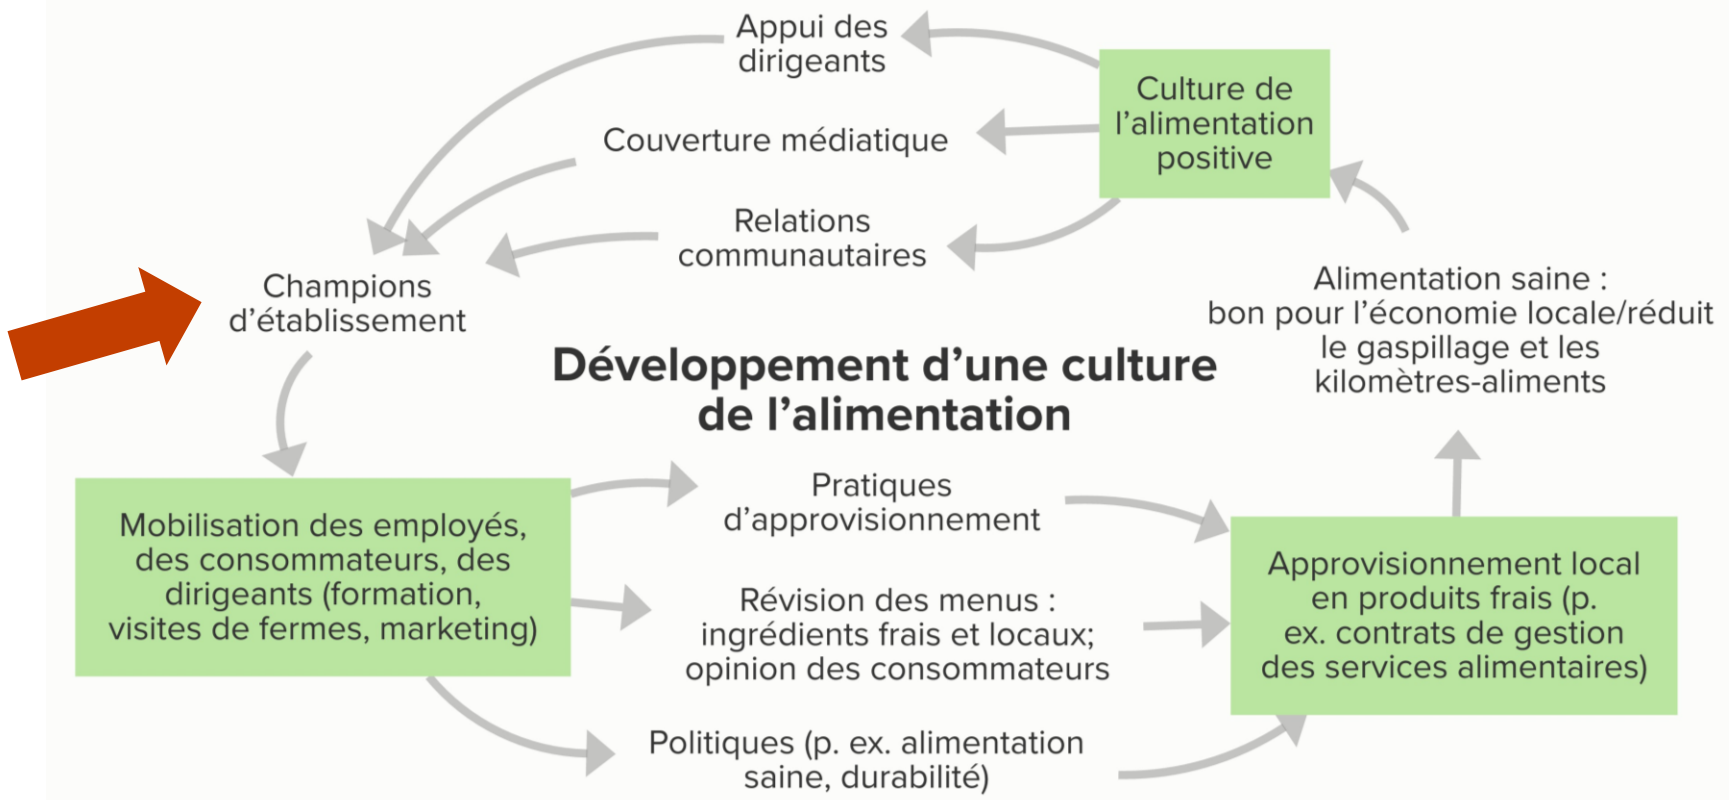 Appui des
dirigeants
Culture de
l’alimentation
positive
Couverture médiatique
Relations
communautaires
Champions
d’établissement
Alimentation saine :
bon pour l’économie locale/réduit
le gaspillage et les
kilomètres-aliments
Développement d’une culture
de l’alimentation
Mobilisation des employés,
des consommateurs, des
dirigeants (formation,
visites de fermes, marketing)
Pratiques
d’approvisionnement
Révision des menus :
ingrédients frais et locaux;
opinion des consommateurs
Politiques (p. ex. alimentation
saine, durabilité)
Approvisionnement local
en produits frais (p.
ex. contrats de gestion
des services alimentaires)